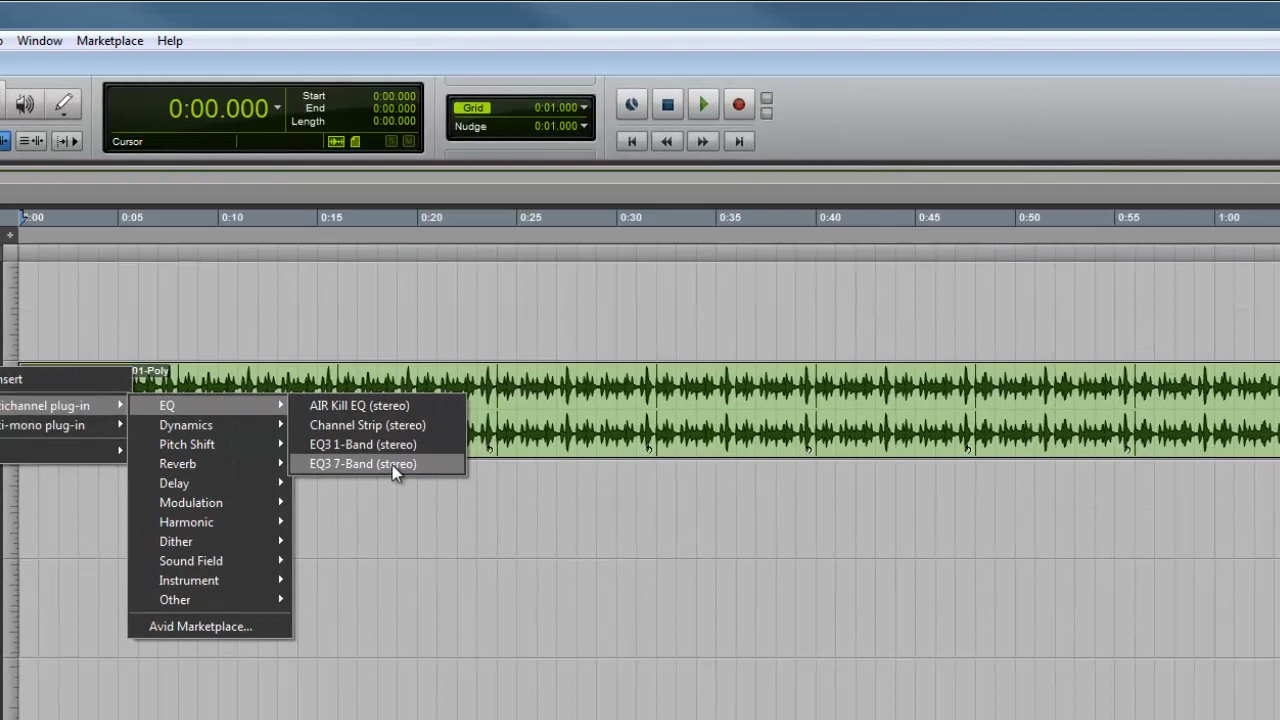 Window Marketplace Help
0:00.000
Start 0:00.000
End 0:00.000
Length 0:00.000
Cursor
Grid 0:01.000
Nudge 0:01.000
:00 0:05 0:10 0:15 0:20 0:25 0:30 0:35 0:40 0:45 0:50 0:55 1:00
01-Poly
nsert
tichannel plug-in
ti-mono plug-in
EQ
Dynamics
Pitch Shift
Reverb
Delay
Modulation
Harmonic
Dither
Sound Field
Instrument
Other
Avid Marketplace...
AIR Kill EQ (stereo)
Channel Strip (stereo)
EQ3 1-Band (stereo)
EQ3 7-Band (stereo)